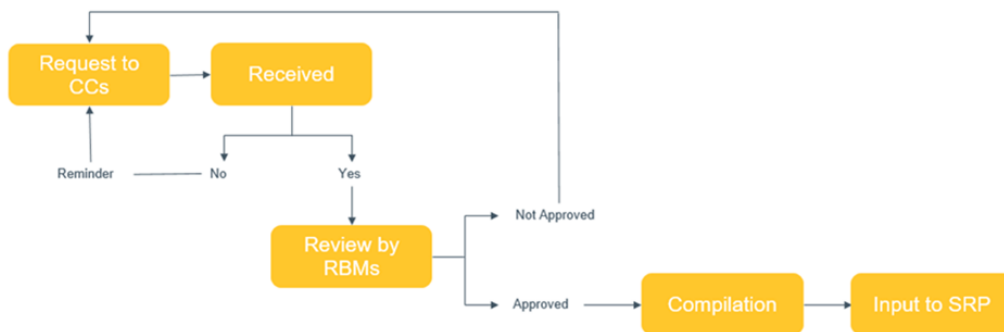 Request to
CCs
Received
Reminder
No
Yes
Not Approved
Review by
RBMs
Approved
Compilation
Input to SRP